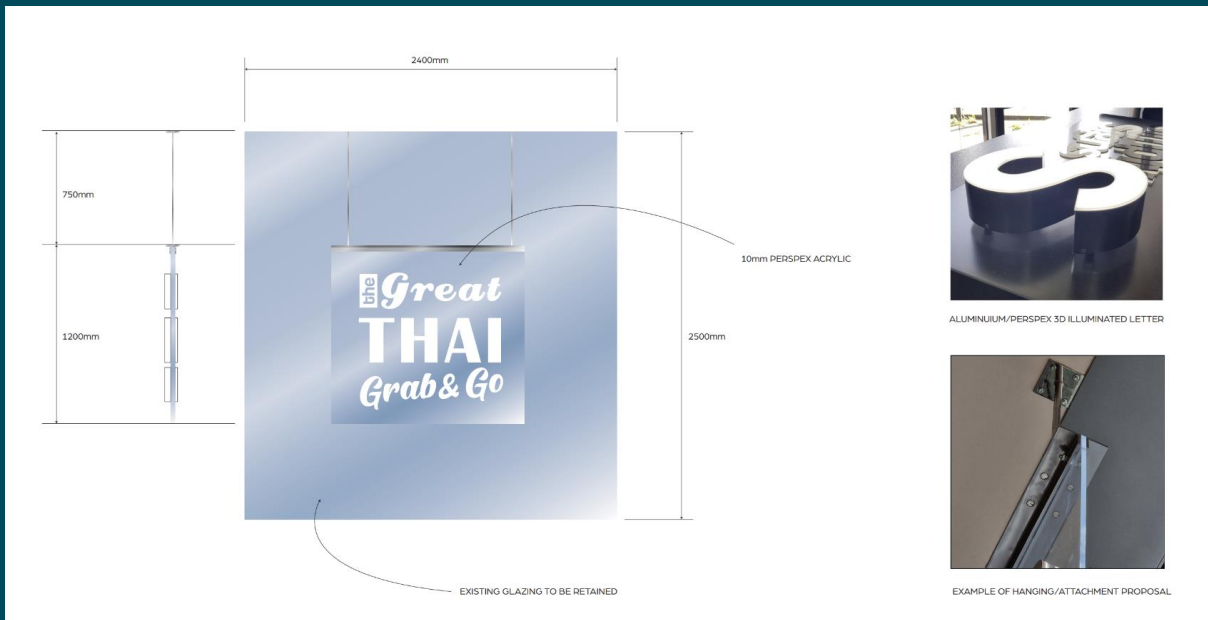 2400mm
750mm
1200mm
the Great
THAI
Grab & Go
10mm PERSPEX ACRYLIC
2500mm
EXISTING GLAZING TO BE RETAINED
ALUMINUIUM/PERSPEX 3D ILLUMINATED LETTER
EXAMPLE OF HANGING/ATTACHMENT PROPOSAL